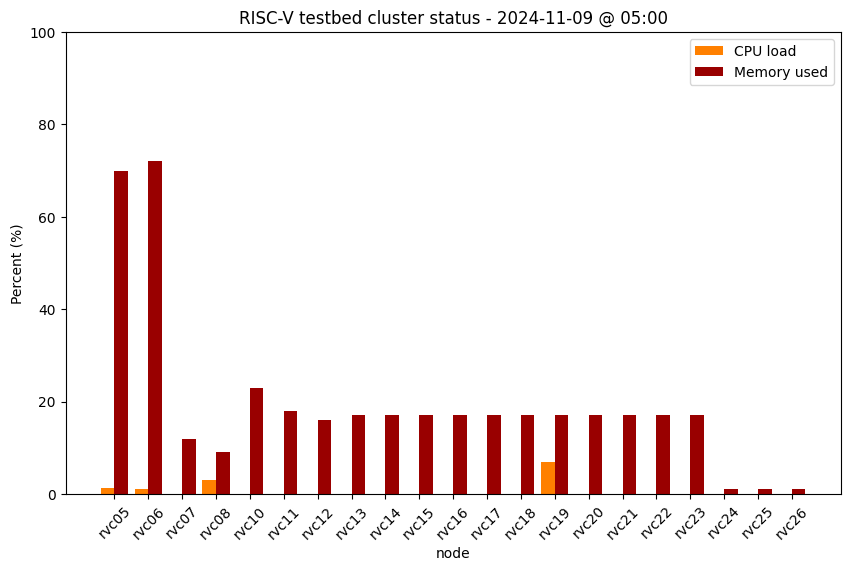 RISC-V testbed cluster status - 2024-11-09 @ 05:00
CPU load
Memory used
Percent (%)
100
80
60
40
20
0
rvc05 rvc06 rvc07 rvc08 rvc10 rvc11 rvc12 rvc13 rvc14 rvc15 rvc16 rvc17 rvc18 rvc19 rvc20 rvc21 rvc22 rvc23 rvc24 rvc25 rvc26
node